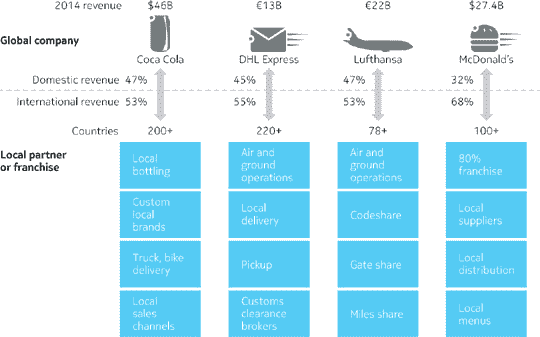 2014 revenue $46B €13B €22B $27.4B
Global company
Coca Cola DHL Express Lufthansa McDonald's
Domestic revenue 47% 45% 47% 32%
International revenue 53% 55% 53% 68%
Countries 200+ 220+ 78+ 100+
Local partner
or franchise
Local
bottling
Air and
ground
operations
Air and
ground
operations
80%
franchise
Custom
local
brands
Local
delivery
Codeshare
Local
suppliers
Truck, bike
delivery
Pickup
Gate share
Local
distribution
Local
sales
channels
Customs
clearance
brokers
Miles share
Local
menus